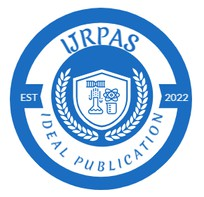 IJRPAS
EST
2022
IDEAL PUBLICATION